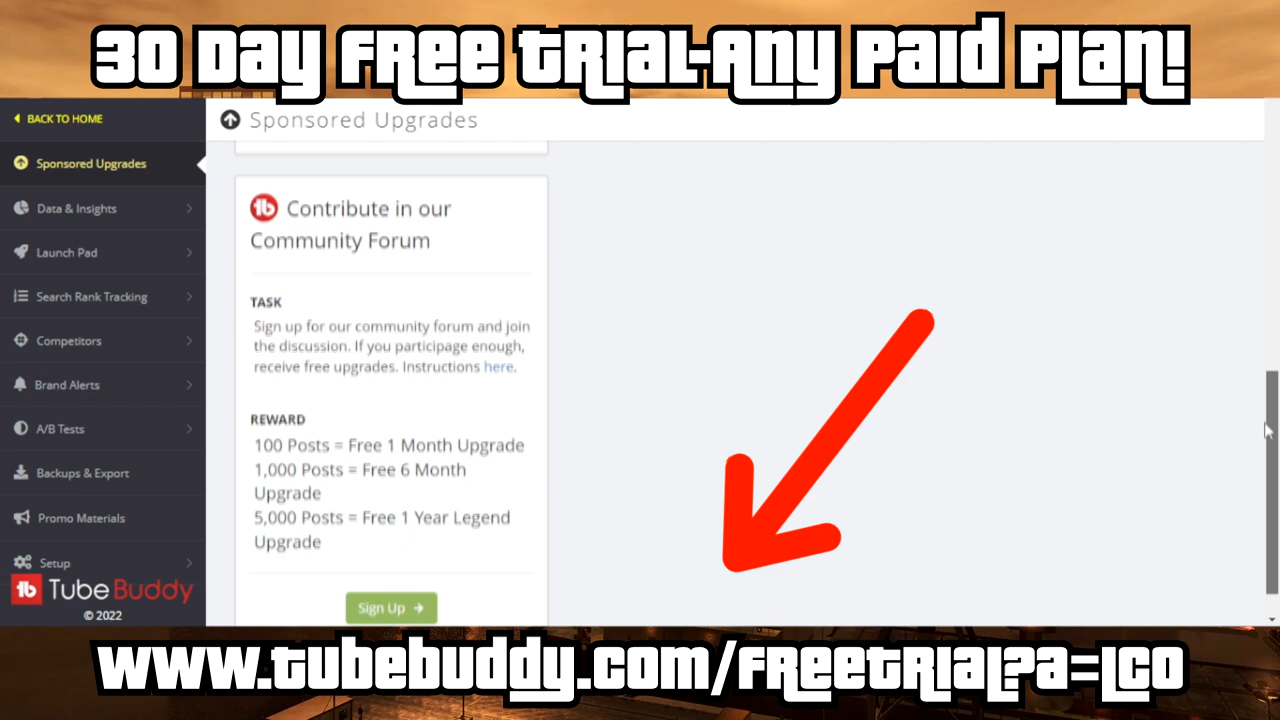 30 Day Free Trial-Any Paid Plan!
BACK TO HOME
Sponsored Upgrades
Sponsored Upgrades
Data & Insights
Launch Pad
Search Rank Tracking
Competitors
Brand Alerts
A/B Tests
Backups & Export
Promo Materials
Setup
TubeBuddy
© 2022
Contribute in our
Community Forum
TASK
Sign up for our community forum and join
the discussion. If you participage enough,
receive free upgrades. Instructions here.
REWARD
100 Posts = Free 1 Month Upgrade
1,000 Posts = Free 6 Month
Upgrade
5,000 Posts = Free 1 Year Legend
Upgrade
Sign Up
www.tubebuddy.com/freetrial?a=LCO